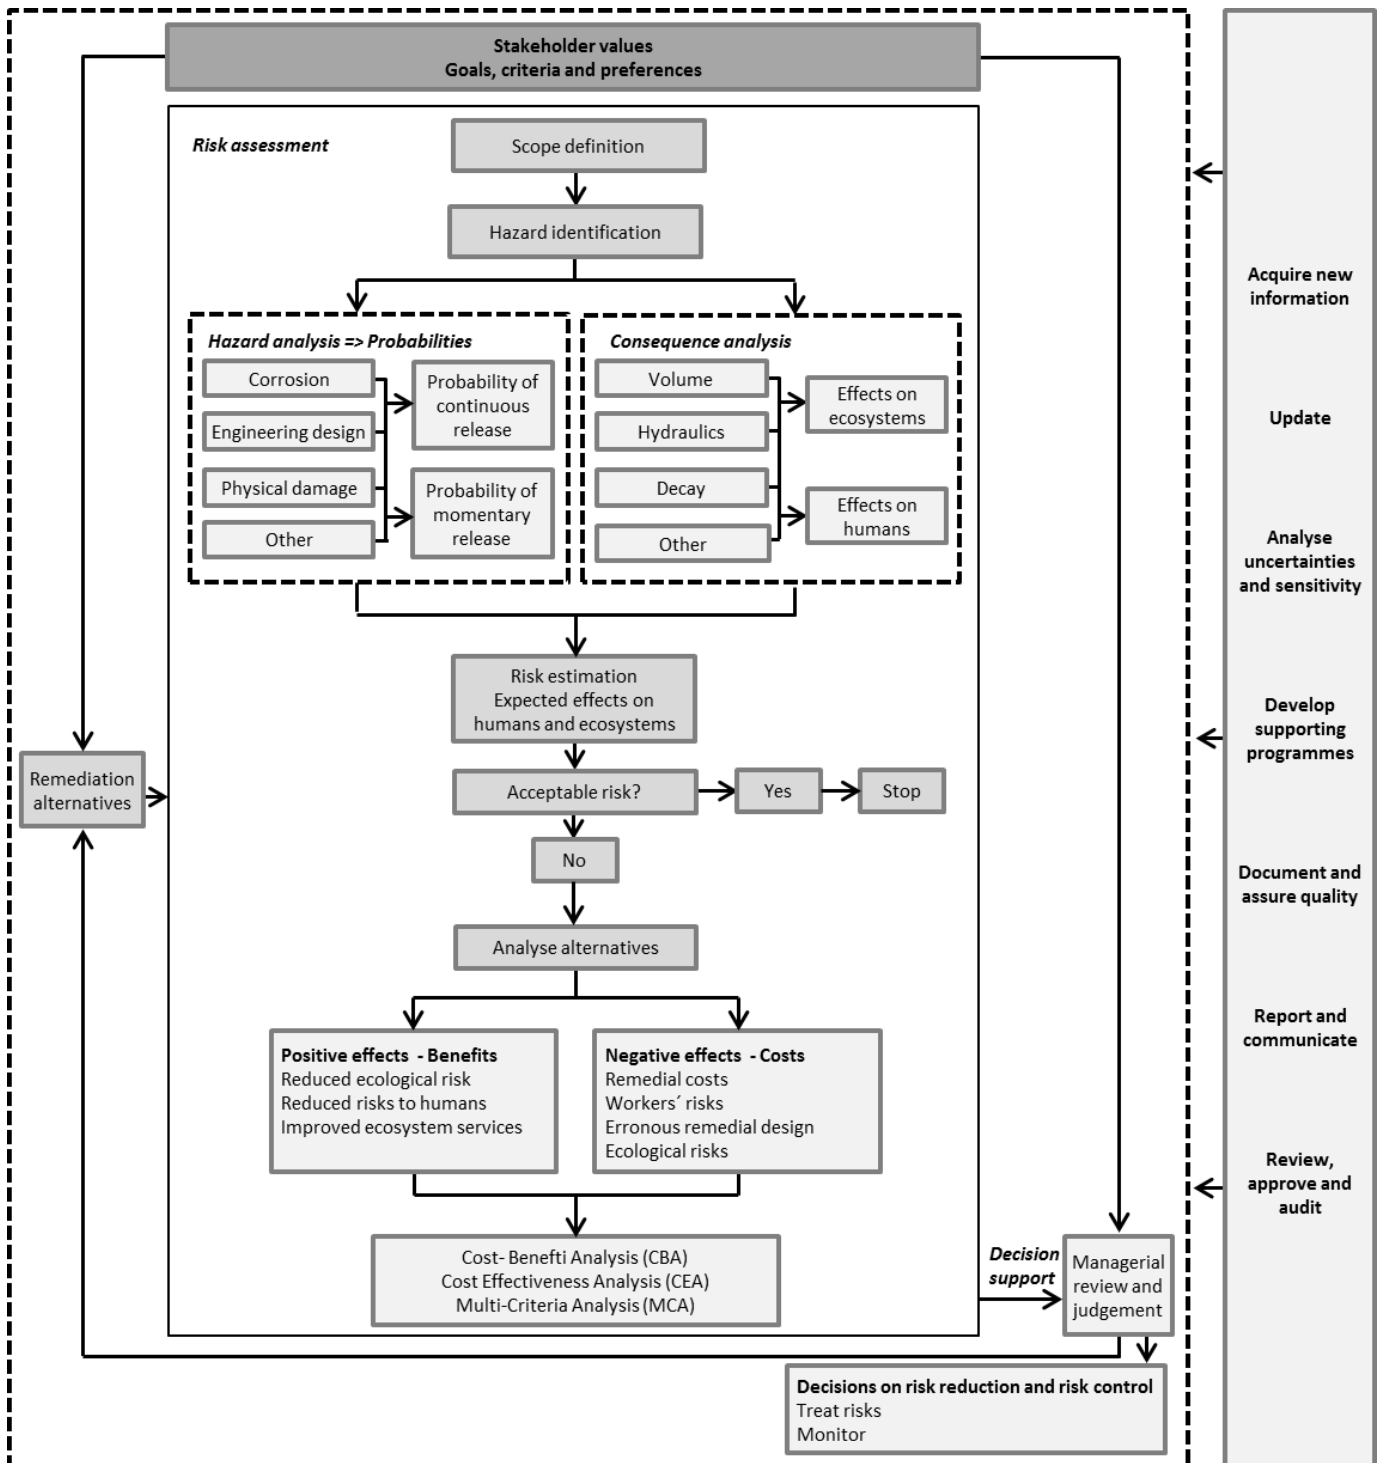 Stakeholder values
Goals, criteria and preferences
Risk assessment
Scope definition
Hazard identification
Hazard analysis => Probabilities
Corrosion
Engineering design
Physical damage
Other
Probability of
continuous
release
Probability of
momentary
release
Consequence analysis
Volume
Hydraulics
Decay
Other
Effects on
ecosystems
Effects on
humans
Risk estimation
Expected effects on
humans and ecosystems
Acceptable risk?
Yes
Stop
No
Remediation
alternatives
Analyse alternatives
Positive effects - Benefits
Reduced ecological risk
Reduced risks to humans
Improved ecosystem services
Negative effects - Costs
Remedial costs
Workers´ risks
Erronous remedial design
Ecological risks
Cost- Benefti Analysis (CBA)
Cost Effectiveness Analysis (CEA)
Multi-Criteria Analysis (MCA)
Decision
support
Managerial
review and
judgement
Decisions on risk reduction and risk control
Treat risks
Monitor
Acquire new
information
Update
Analyse
uncertainties
and sensitivity
Develop
supporting
programmes
Document and
assure quality
Report and
communicate
Review,
approve and
audit